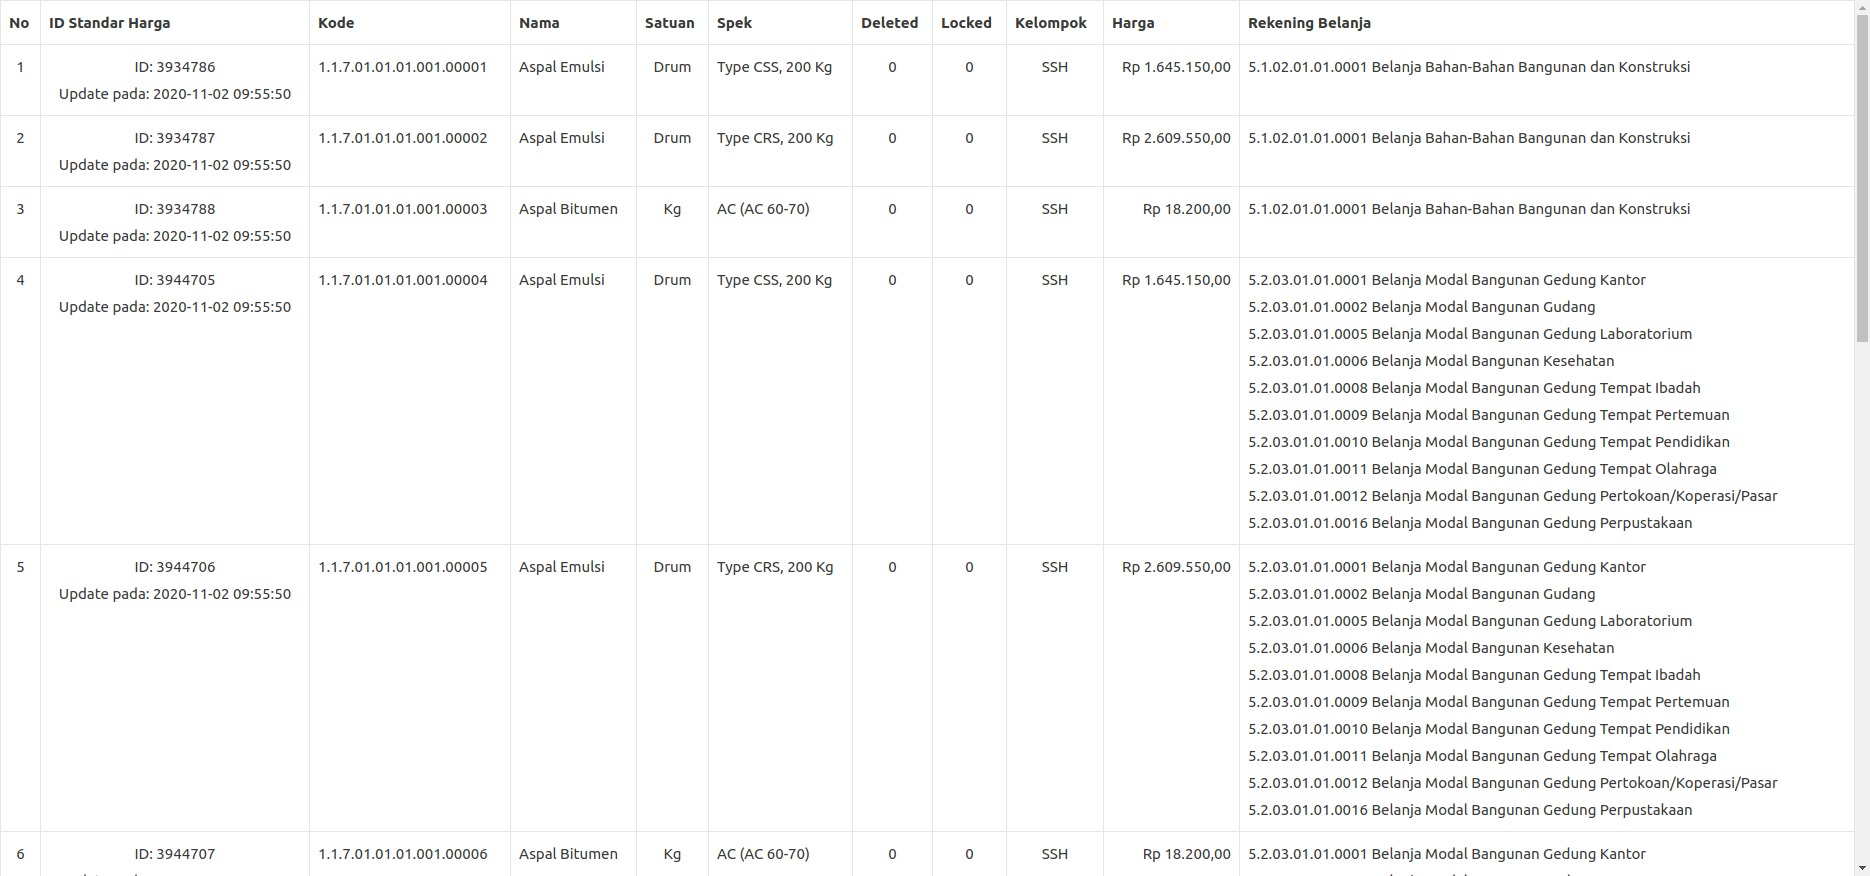 No ID Standar Harga Kode Nama Satuan Spek Deleted Locked Kelompok Harga Rekening Belanja
1 ID: 3934786 1.1.7.01.01.01.001.00001 Aspal Emulsi Drum Type CSS, 200 Kg 0 0 SSH Rp 1.645.150,00 5.1.02.01.01.0001 Belanja Bahan-Bahan Bangunan dan Konstruksi
Update pada: 2020-11-02 09:55:50
2 ID: 3934787 1.1.7.01.01.01.001.00002 Aspal Emulsi Drum Type CRS, 200 Kg 0 0 SSH Rp 2.609.550,00 5.1.02.01.01.0001 Belanja Bahan-Bahan Bangunan dan Konstruksi
Update pada: 2020-11-02 09:55:50
3 ID: 3934788 1.1.7.01.01.01.001.00003 Aspal Bitumen Kg AC (AC 60-70) 0 0 SSH Rp 18.200,00 5.1.02.01.01.0001 Belanja Bahan-Bahan Bangunan dan Konstruksi
Update pada: 2020-11-02 09:55:50
4 ID: 3944705 1.1.7.01.01.01.001.00004 Aspal Emulsi Drum Type CSS, 200 Kg 0 0 SSH Rp 1.645.150,00 5.2.03.01.01.0001 Belanja Modal Bangunan Gedung Kantor
Update pada: 2020-11-02 09:55:50 5.2.03.01.01.0002 Belanja Modal Bangunan Gudang
5.2.03.01.01.0005 Belanja Modal Bangunan Gedung Laboratorium
5.2.03.01.01.0006 Belanja Modal Bangunan Kesehatan
5.2.03.01.01.0008 Belanja Modal Bangunan Gedung Tempat Ibadah
5.2.03.01.01.0009 Belanja Modal Bangunan Gedung Tempat Pertemuan
5.2.03.01.01.0010 Belanja Modal Bangunan Gedung Tempat Pendidikan
5.2.03.01.01.0011 Belanja Modal Bangunan Gedung Tempat Olahraga
5.2.03.01.01.0012 Belanja Modal Bangunan Gedung Pertokoan/Koperasi/Pasar
5.2.03.01.01.0016 Belanja Modal Bangunan Gedung Perpustakaan
5 ID: 3944706 1.1.7.01.01.01.001.00005 Aspal Emulsi Drum Type CRS, 200 Kg 0 0 SSH Rp 2.609.550,00 5.2.03.01.01.0001 Belanja Modal Bangunan Gedung Kantor
Update pada: 2020-11-02 09:55:50 5.2.03.01.01.0002 Belanja Modal Bangunan Gudang
5.2.03.01.01.0005 Belanja Modal Bangunan Gedung Laboratorium
5.2.03.01.01.0006 Belanja Modal Bangunan Kesehatan
5.2.03.01.01.0008 Belanja Modal Bangunan Gedung Tempat Ibadah
5.2.03.01.01.0009 Belanja Modal Bangunan Gedung Tempat Pertemuan
5.2.03.01.01.0010 Belanja Modal Bangunan Gedung Tempat Pendidikan
5.2.03.01.01.0011 Belanja Modal Bangunan Gedung Tempat Olahraga
5.2.03.01.01.0012 Belanja Modal Bangunan Gedung Pertokoan/Koperasi/Pasar
5.2.03.01.01.0016 Belanja Modal Bangunan Gedung Perpustakaan
6 ID: 3944707 1.1.7.01.01.01.001.00006 Aspal Bitumen Kg AC (AC 60-70) 0 0 SSH Rp 18.200,00 5.2.03.01.01.0001 Belanja Modal Bangunan Gedung Kantor